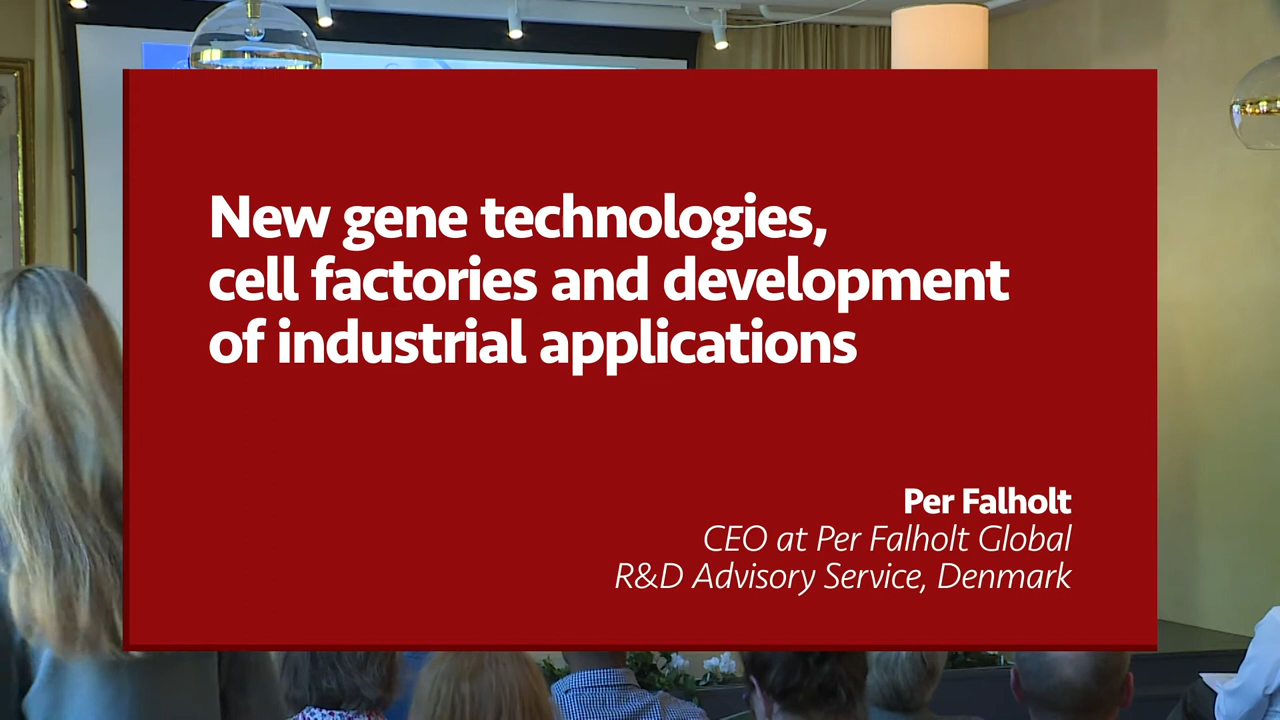 New gene technologies,
cell factories and development
of industrial applications
Per Falholt
CEO at Per Falholt Global
R&D Advisory Service, Denmark